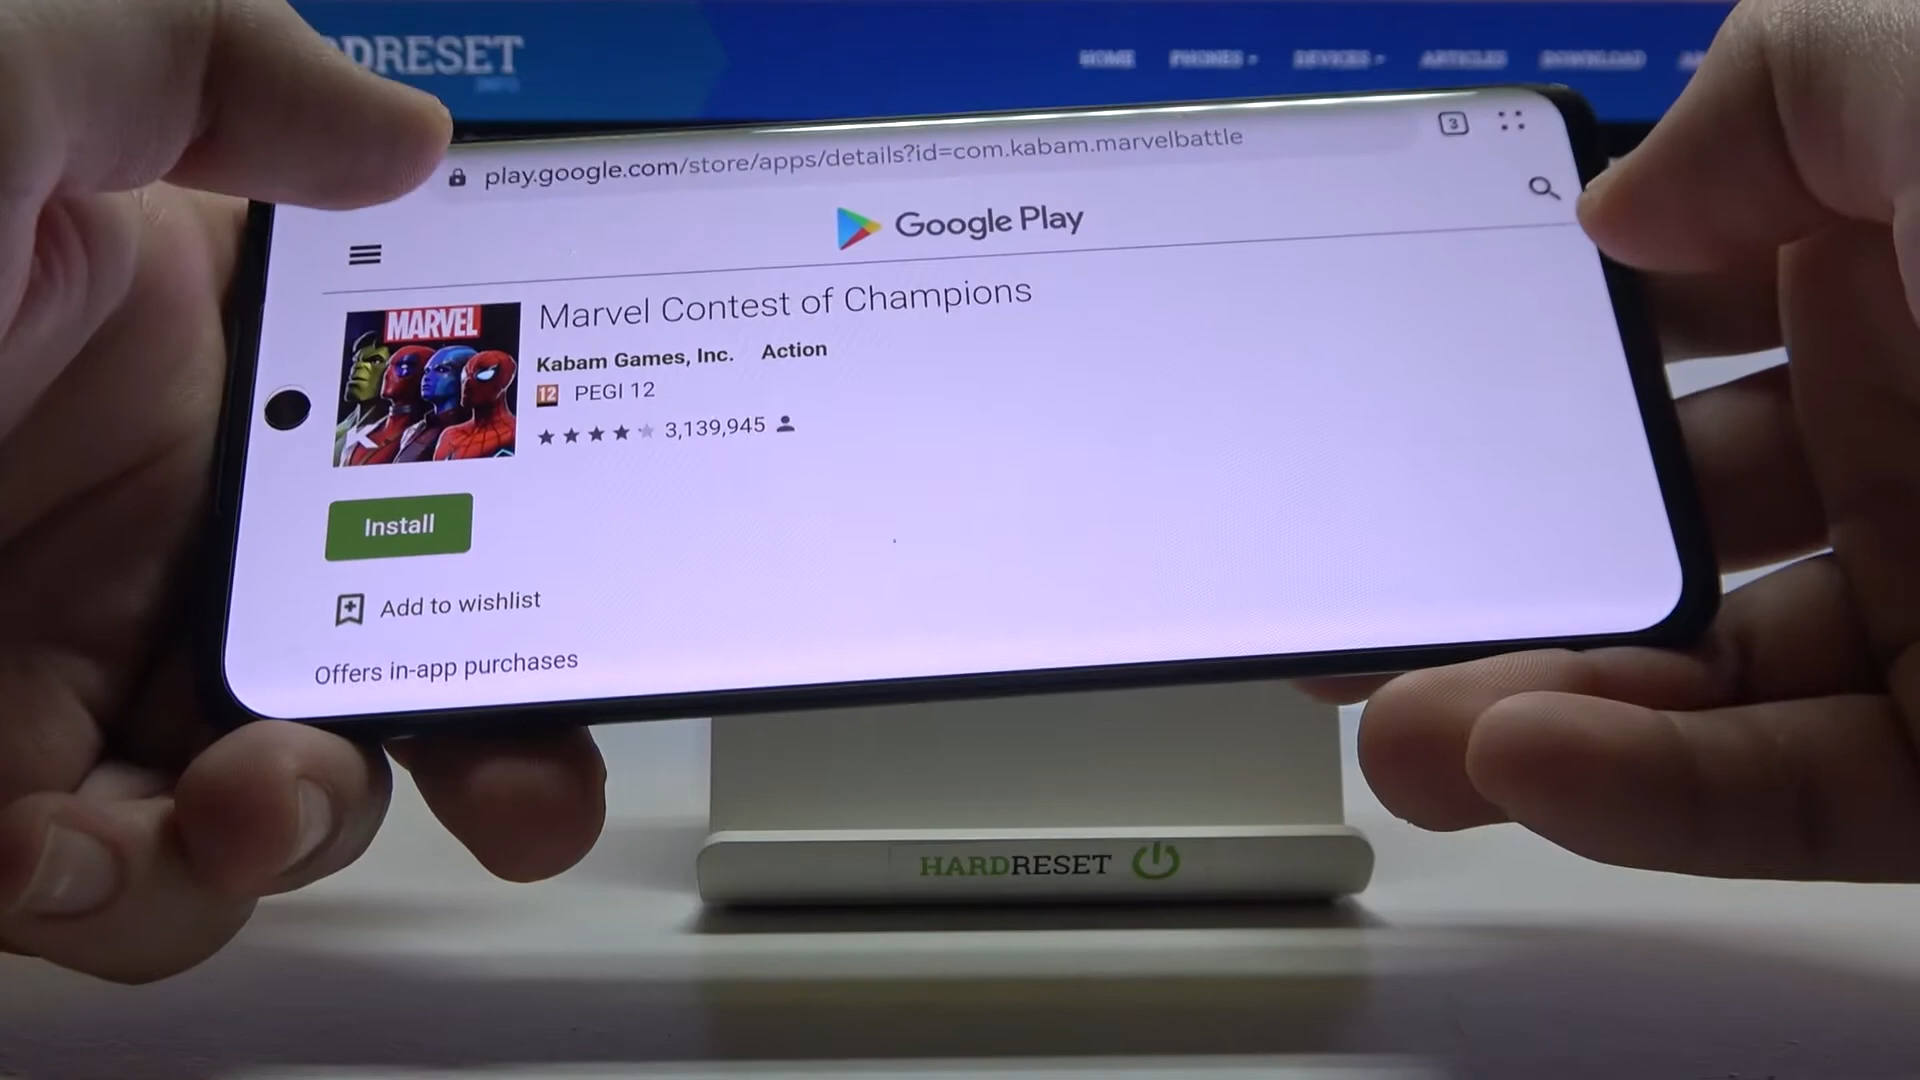 DRESET
HOME PHONES DEVICES ARTICLES DOWNLOAD
play.google.com/store/apps/details?id=com.kabam.marvelbattle
3
Google Play
MARVEL
Marvel Contest of Champions
Kabam Games, Inc. Action
12 PEGI 12
3,139,945
Install
Add to wishlist
Offers in-app purchases
HARDRESET